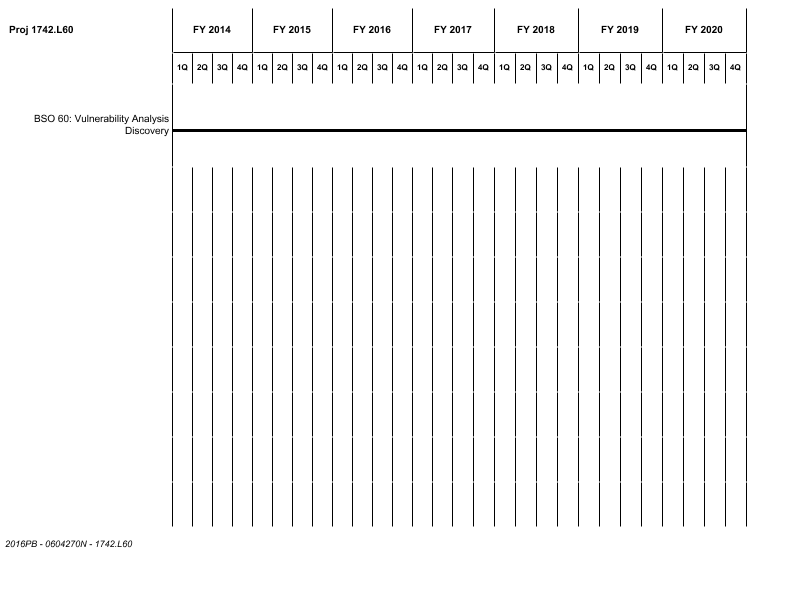 Proj 1742.L60 FY 2014 FY 2015 FY 2016 FY 2017 FY 2018 FY 2019 FY 2020
1Q 2Q 3Q 4Q 1Q 2Q 3Q 4Q 1Q 2Q 3Q 4Q 1Q 2Q 3Q 4Q 1Q 2Q 3Q 4Q 1Q 2Q 3Q 4Q 1Q 2Q 3Q 4Q
BSO 60: Vulnerability Analysis
Discovery
2016PB - 0604270N - 1742.L60